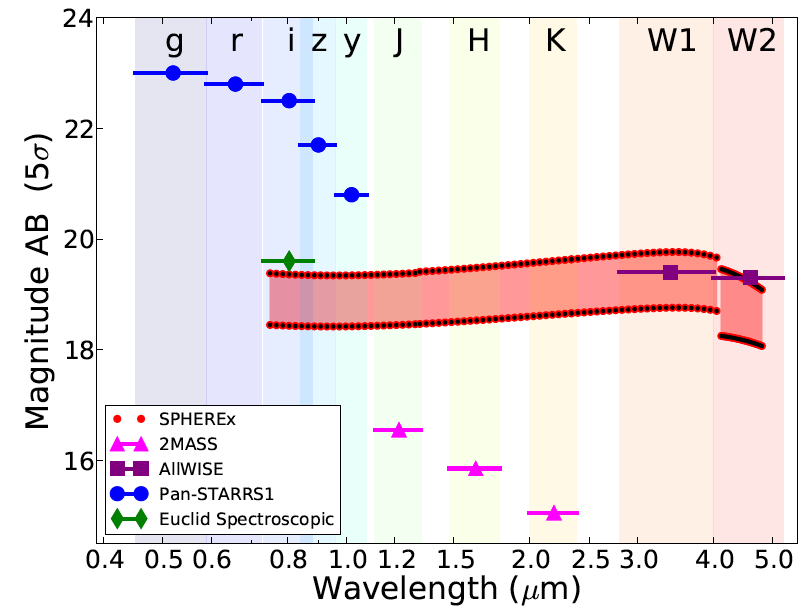 24
22
20
18
16
Magnitude AB (5σ)
g r i z y J H K W1 W2
SPHEREx
2MASS
AllWISE
Pan-STARRS1
Euclid Spectroscopic
0.4 0.5 0.6 0.8 1.0 1.2 1.5 2.0 2.5 3.0 4.0 5.0
Wavelength (μm)